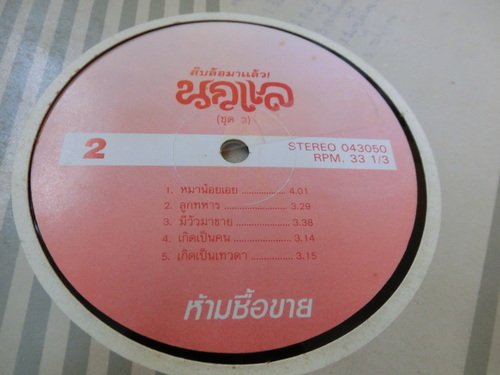 สิบล้อมาแล้ว!
นกแล
(ชุด 3)
2
STEREO 043050
RPM. 33 1/3
1. หมาน้อยเอย ................ 4.01
2. ลูกทหาร ........................ 3.29
3. มีวัวมาขาย .................... 3.38
4. เกิดเป็นคน .................... 3.14
5. เกิดเป็นเทวดา ............... 3.15
ห้ามซื้อขาย